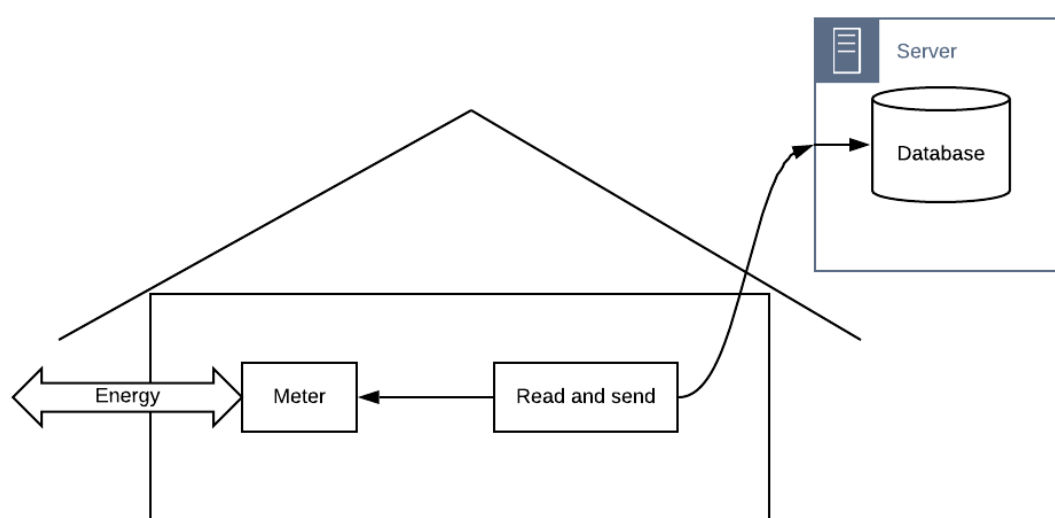 Server
Database
Energy
Meter
Read and send